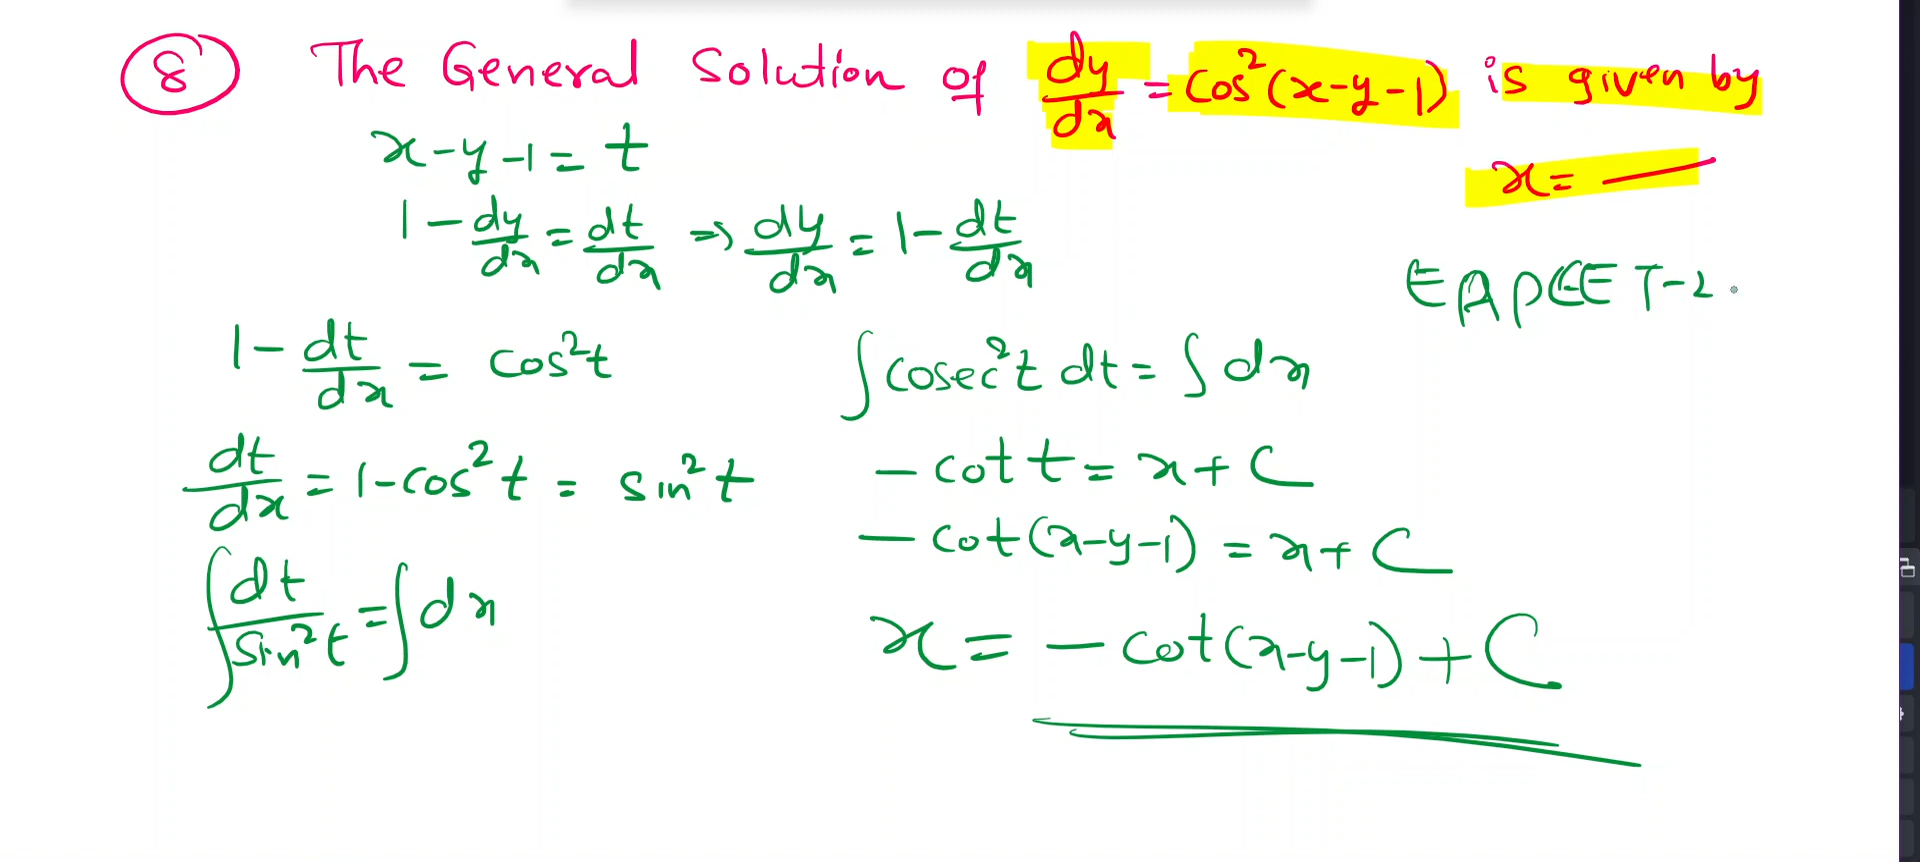 8 The General Solution of dy/dx = cos²(x-y-1) is given by
x = —
x-y-1 = t
1 - dy/dx = dt/dx ⇒ dy/dx = 1 - dt/dx
EAPCET-2.
1 - dt/dx = cos²t
dt/dx = 1-cos²t = sin²t
∫dt/sin²t = ∫dx
∫cosec²t dt = ∫dx
-cot t = x+C
-cot(x-y-1) = x+C
x = -cot(x-y-1)+C